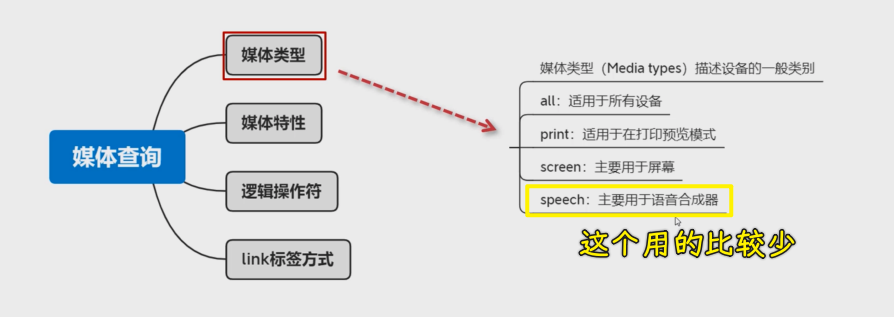 媒体查询
媒体类型
媒体特性
逻辑操作符
link标签方式
媒体类型（Media types）描述设备的一般类别
all：适用于所有设备
print：适用于在打印预览模式
screen：主要用于屏幕
speech：主要用于语音合成器
这个用的比较少